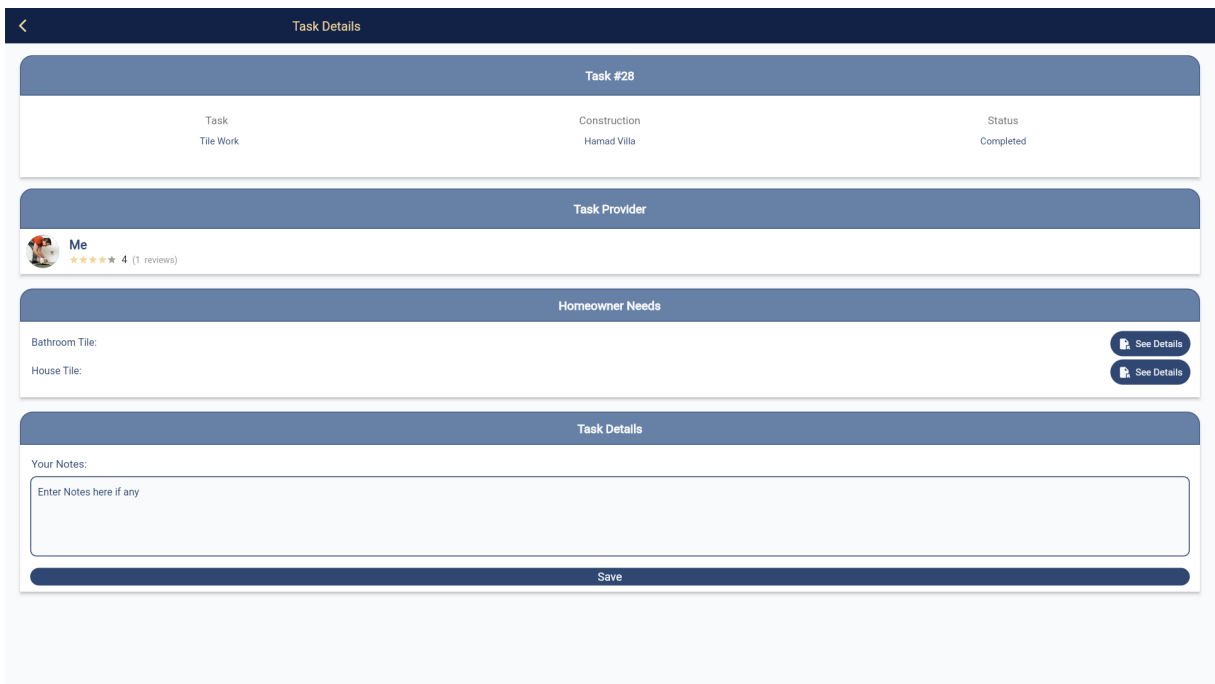 Task Details
Task #28
Task Construction Status
Tile Work Hamad Villa Completed
Task Provider
Me
4 (1 reviews)
Homeowner Needs
Bathroom Tile: See Details
House Tile: See Details
Task Details
Your Notes:
Enter Notes here if any
Save